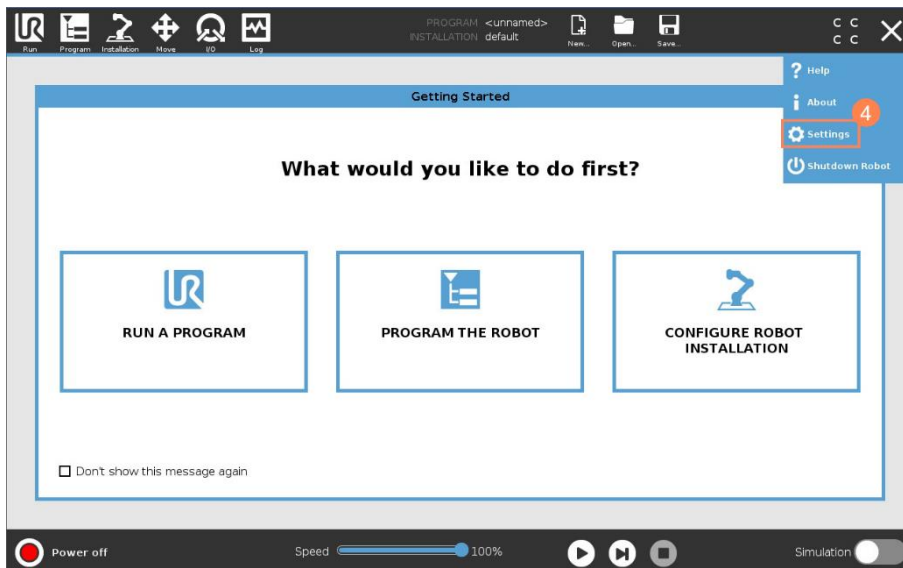 PROGRAM <unnamed>
INSTALLATION default
Run Program Installation Move I/O Log New... Open... Save...
C C
C C
? Help
i About
4
Settings
Shutdown Robot
Getting Started
What would you like to do first?
RUN A PROGRAM
PROGRAM THE ROBOT
CONFIGURE ROBOT
INSTALLATION
Don't show this message again
Power off Speed 100% Simulation